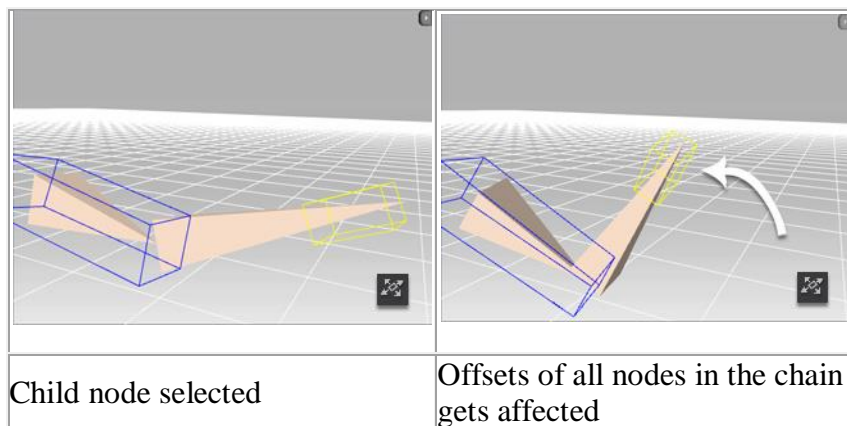 Child node selected
Offsets of all nodes in the chain
gets affected